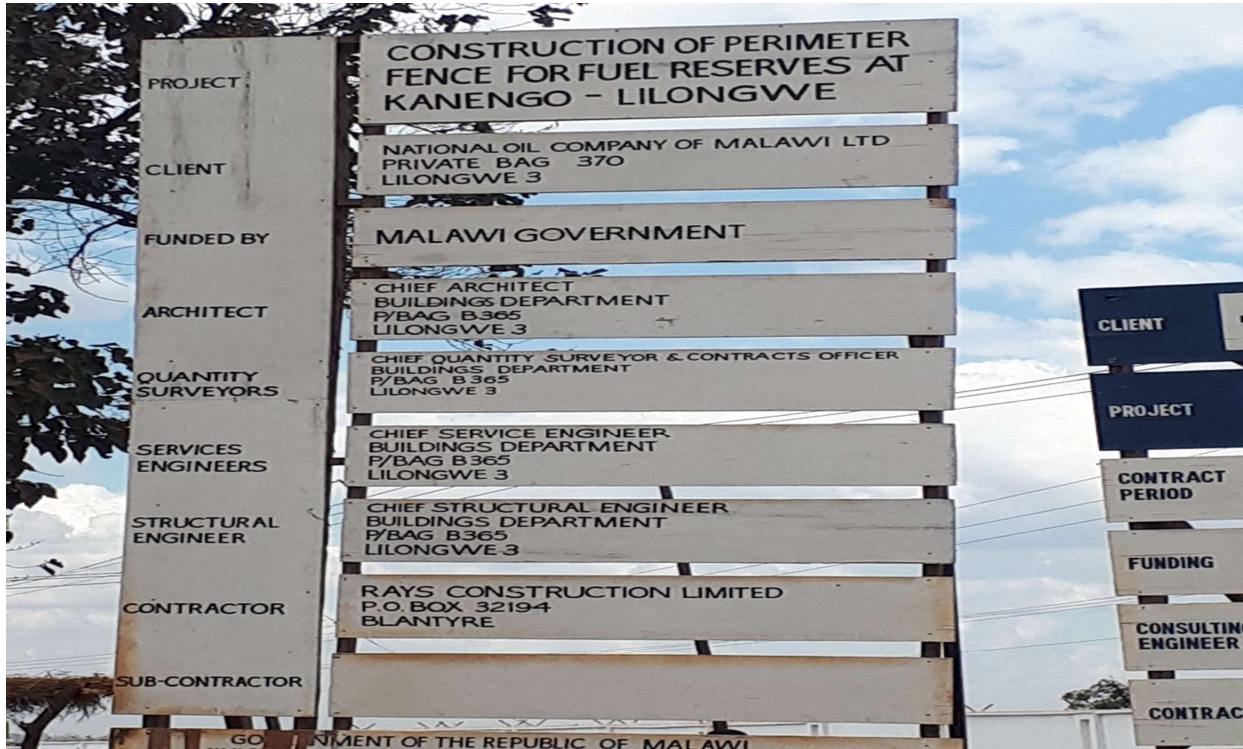 PROJECT
CONSTRUCTION OF PERIMETER
FENCE FOR FUEL RESERVES AT
KANENGO - LILONGWE
CLIENT
NATIONAL OIL COMPANY OF MALAWI LTD
PRIVATE BAG 370
LILONGWE 3
FUNDED BY
MALAWI GOVERNMENT
ARCHITECT
CHIEF ARCHITECT
BUILDINGS DEPARTMENT
P/BAG B365
LILONGWE 3
QUANTITY
SURVEYORS
CHIEF QUANTITY SURVEYOR & CONTRACTS OFFICER
BUILDINGS DEPARTMENT
P/BAG B365
LILONGWE 3
SERVICES
ENGINEERS
CHIEF SERVICE ENGINEER
BUILDINGS DEPARTMENT
P/BAG B365
LILONGWE 3
STRUCTURAL
ENGINEER
CHIEF STRUCTURAL ENGINEER
BUILDINGS DEPARTMENT
P/BAG B365
LILONGWE 3
CONTRACTOR
RAYS CONSTRUCTION LIMITED
P.O. BOX 32194
BLANTYRE
SUB-CONTRACTOR
OF THE REPUBLIC OF MALAWI
CLIENT
PROJECT
CONTRACT
PERIOD
FUNDING
CONSULTING
ENGINEER
CONTRAC